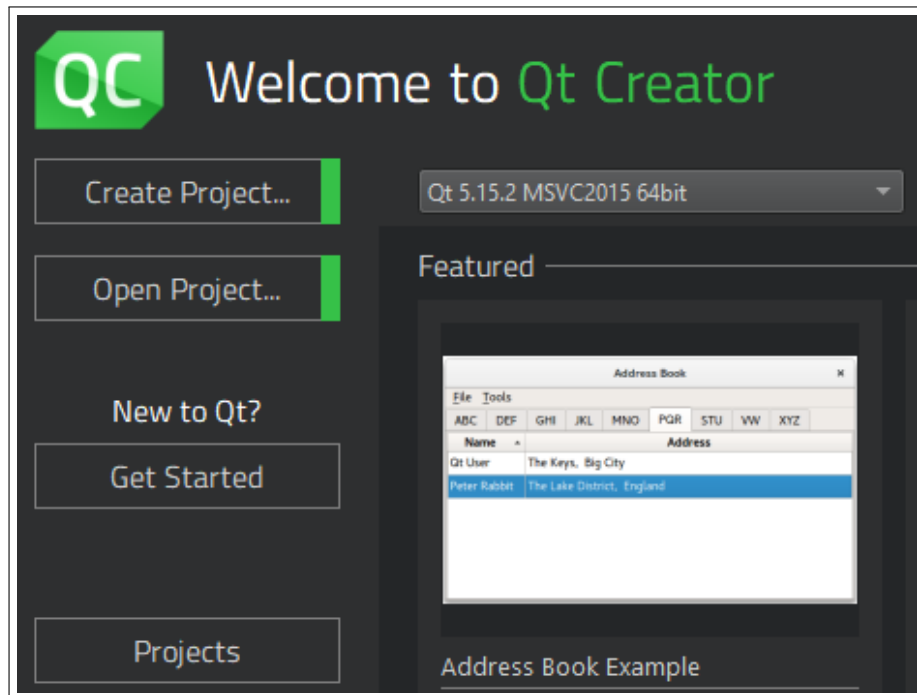 QC
Welcome to Qt Creator
Create Project...
Open Project...
New to Qt?
Get Started
Projects
Qt 5.15.2 MSVC2015 64bit
Featured
Address Book
File Tools
ABC DEF GHI JKL MNO PQR STU VW XYZ
Name Address
Qt User The Keys, Big City
Peter Rabbit The Lake District, England
Address Book Example